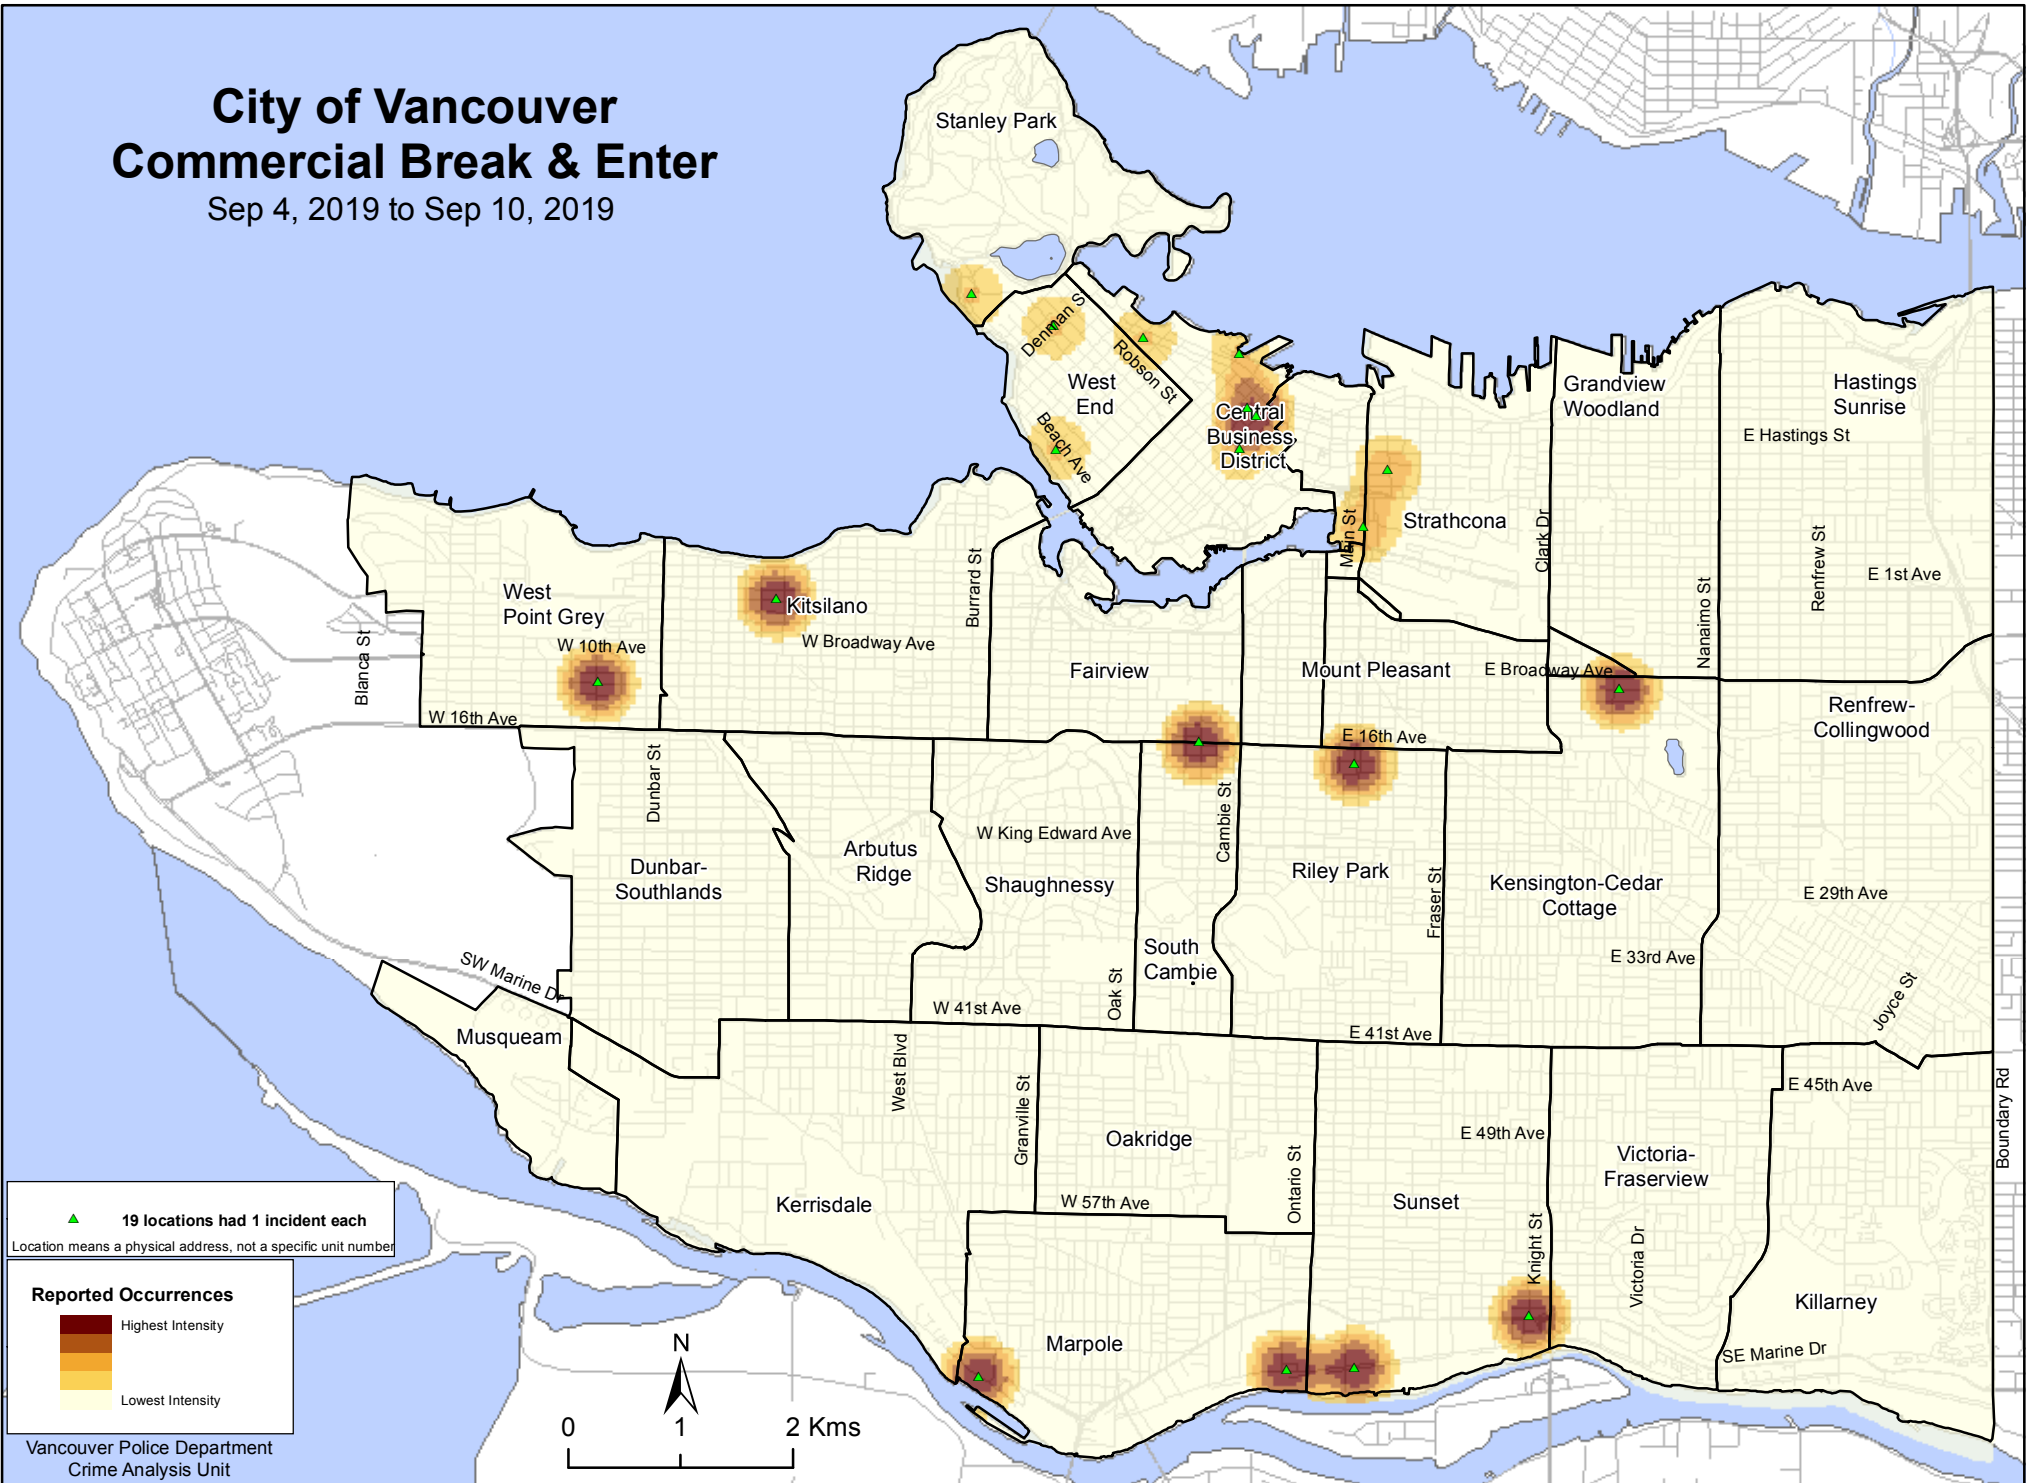 City of Vancouver
Commercial Break & Enter
Sep 4, 2019 to Sep 10, 2019
Stanley Park
Denman S
Robson St
West
End
Beach Ave
Central
Business
District
Grandview
Woodland
Hastings
Sunrise
E Hastings St
Main St
Strathcona
Clark Dr
Nanaimo St
Renfrew St
E 1st Ave
West
Point Grey
Kitsilano
Burrard St
Blanca St
W 10th Ave
W Broadway Ave
Fairview
Mount Pleasant
E Broadway Ave
W 16th Ave
E 16th Ave
Renfrew-
Collingwood
Dunbar St
Cambie St
W King Edward Ave
Arbutus
Ridge
Dunbar-
Southlands
Shaughnessy
Riley Park
Fraser St
Kensington-Cedar
Cottage
E 29th Ave
South
Cambie
E 33rd Ave
SW Marine Dr
Oak St
W 41st Ave
E 41st Ave
Joyce St
Musqueam
West Blvd
Granville St
E 45th Ave
Boundary Rd
Oakridge
E 49th Ave
Victoria-
Fraserview
Kerrisdale
W 57th Ave
Ontario St
Sunset
Knight St
Victoria Dr
Killarney
Marpole
SE Marine Dr
19 locations had 1 incident each
Location means a physical address, not a specific unit number
Reported Occurrences
Highest Intensity
Lowest Intensity
N
0 1 2 Kms
Vancouver Police Department
Crime Analysis Unit